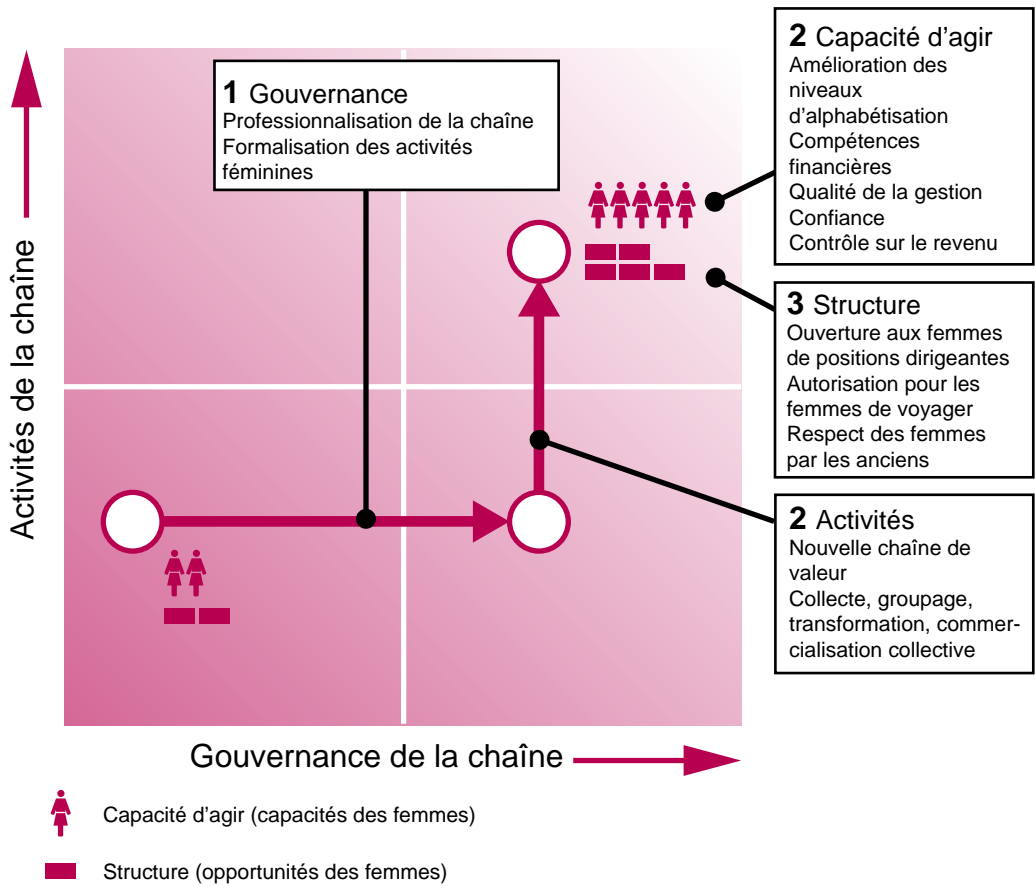 Activités de la chaîne
1 Gouvernance
Professionnalisation de la chaîne
Formalisation des activités
féminines
2 Capacité d'agir
Amélioration des
niveaux
d'alphabétisation
Compétences
financières
Qualité de la gestion
Confiance
Contrôle sur le revenu
3 Structure
Ouverture aux femmes
de positions dirigeantes
Autorisation pour les
femmes de voyager
Respect des femmes
par les anciens
2 Activités
Nouvelle chaîne de
valeur
Collecte, groupage,
transformation, commer-
cialisation collective
Gouvernance de la chaîne
Capacité d'agir (capacités des femmes)
Structure (opportunités des femmes)